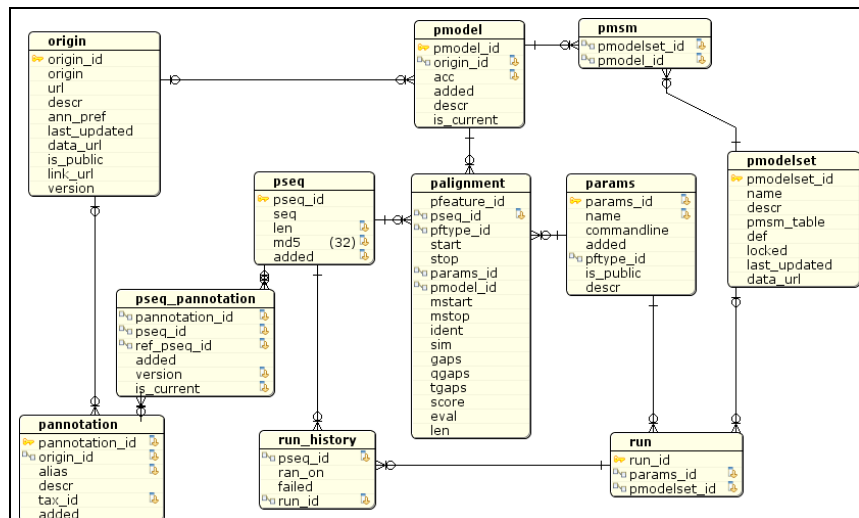 origin
origin_id
origin
url
descr
ann_pref
last_updated
data_url
is_public
link_url
version
pmodel
pmodel_id
origin_id
acc
added
descr
is_current
pmsm
pmodelset_id
pmodel_id
pseq
pseq_id
seq
len
md5 (32)
added
palignment
pfeature_id
pseq_id
pftype_id
start
stop
params_id
pmodel_id
mstart
mstop
ident
sim
gaps
qgaps
tgaps
score
eval
len
params
params_id
name
commandline
added
pftype_id
is_public
descr
pmodelset
pmodelset_id
name
descr
pmsm_table
def
locked
last_updated
data_url
pseq_pannotation
pannotation_id
pseq_id
ref_pseq_id
added
version
is_current
pannotation
pannotation_id
origin_id
alias
descr
tax_id
added
run_history
pseq_id
ran_on
failed
run_id
run
run_id
params_id
pmodelset_id